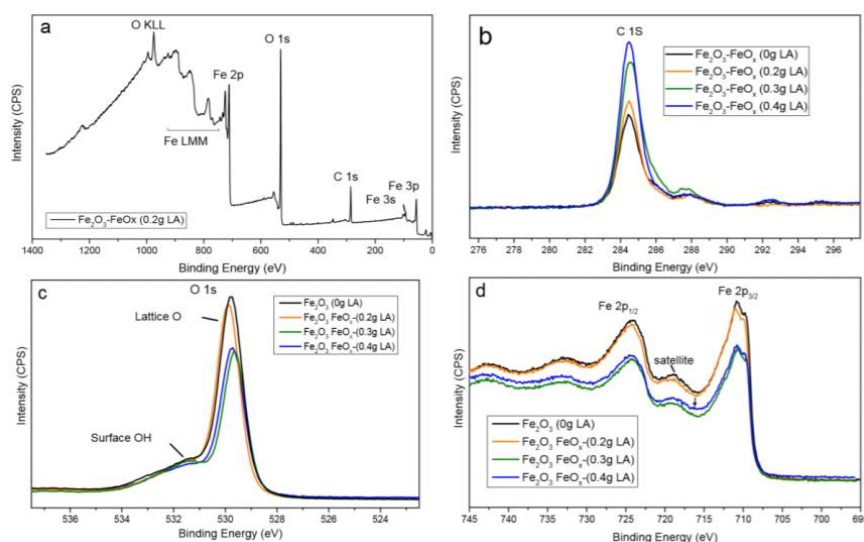 a
O KLL
O 1s
Fe 2p
Fe LMM
C 1s
Fe 3p
Fe 3s
Fe₂O₃-FeOx (0.2g LA)
Intensity (CPS)
1400 1200 1000 800 600 400 200 0
Binding Energy (eV)
b
C 1S
Fe₂O₃-FeOₓ (0g LA)
Fe₂O₃-FeOₓ (0.2g LA)
Fe₂O₃-FeOₓ (0.3g LA)
Fe₂O₃-FeOₓ (0.4g LA)
Intensity (CPS)
276 278 280 282 284 286 288 290 292 294 296
Binding Energy (eV)
c
O 1s
Lattice O
Surface OH
Fe₂O₃ (0g LA)
Fe₂O₃ FeOₓ-(0.2g LA)
Fe₂O₃ FeOₓ-(0.3g LA)
Fe₂O₃ FeOₓ-(0.4g LA)
Intensity (CPS)
536 534 532 530 528 526 524
Binding Energy (eV)
d
Fe 2p₃/₂
Fe 2p₁/₂
satellite
Fe₂O₃ (0g LA)
Fe₂O₃ FeOₓ-(0.2g LA)
Fe₂O₃ FeOₓ-(0.3g LA)
Fe₂O₃ FeOₓ-(0.4g LA)
Intensity (CPS)
745 740 735 730 725 720 715 710 705 700 69
Binding Energy (eV)